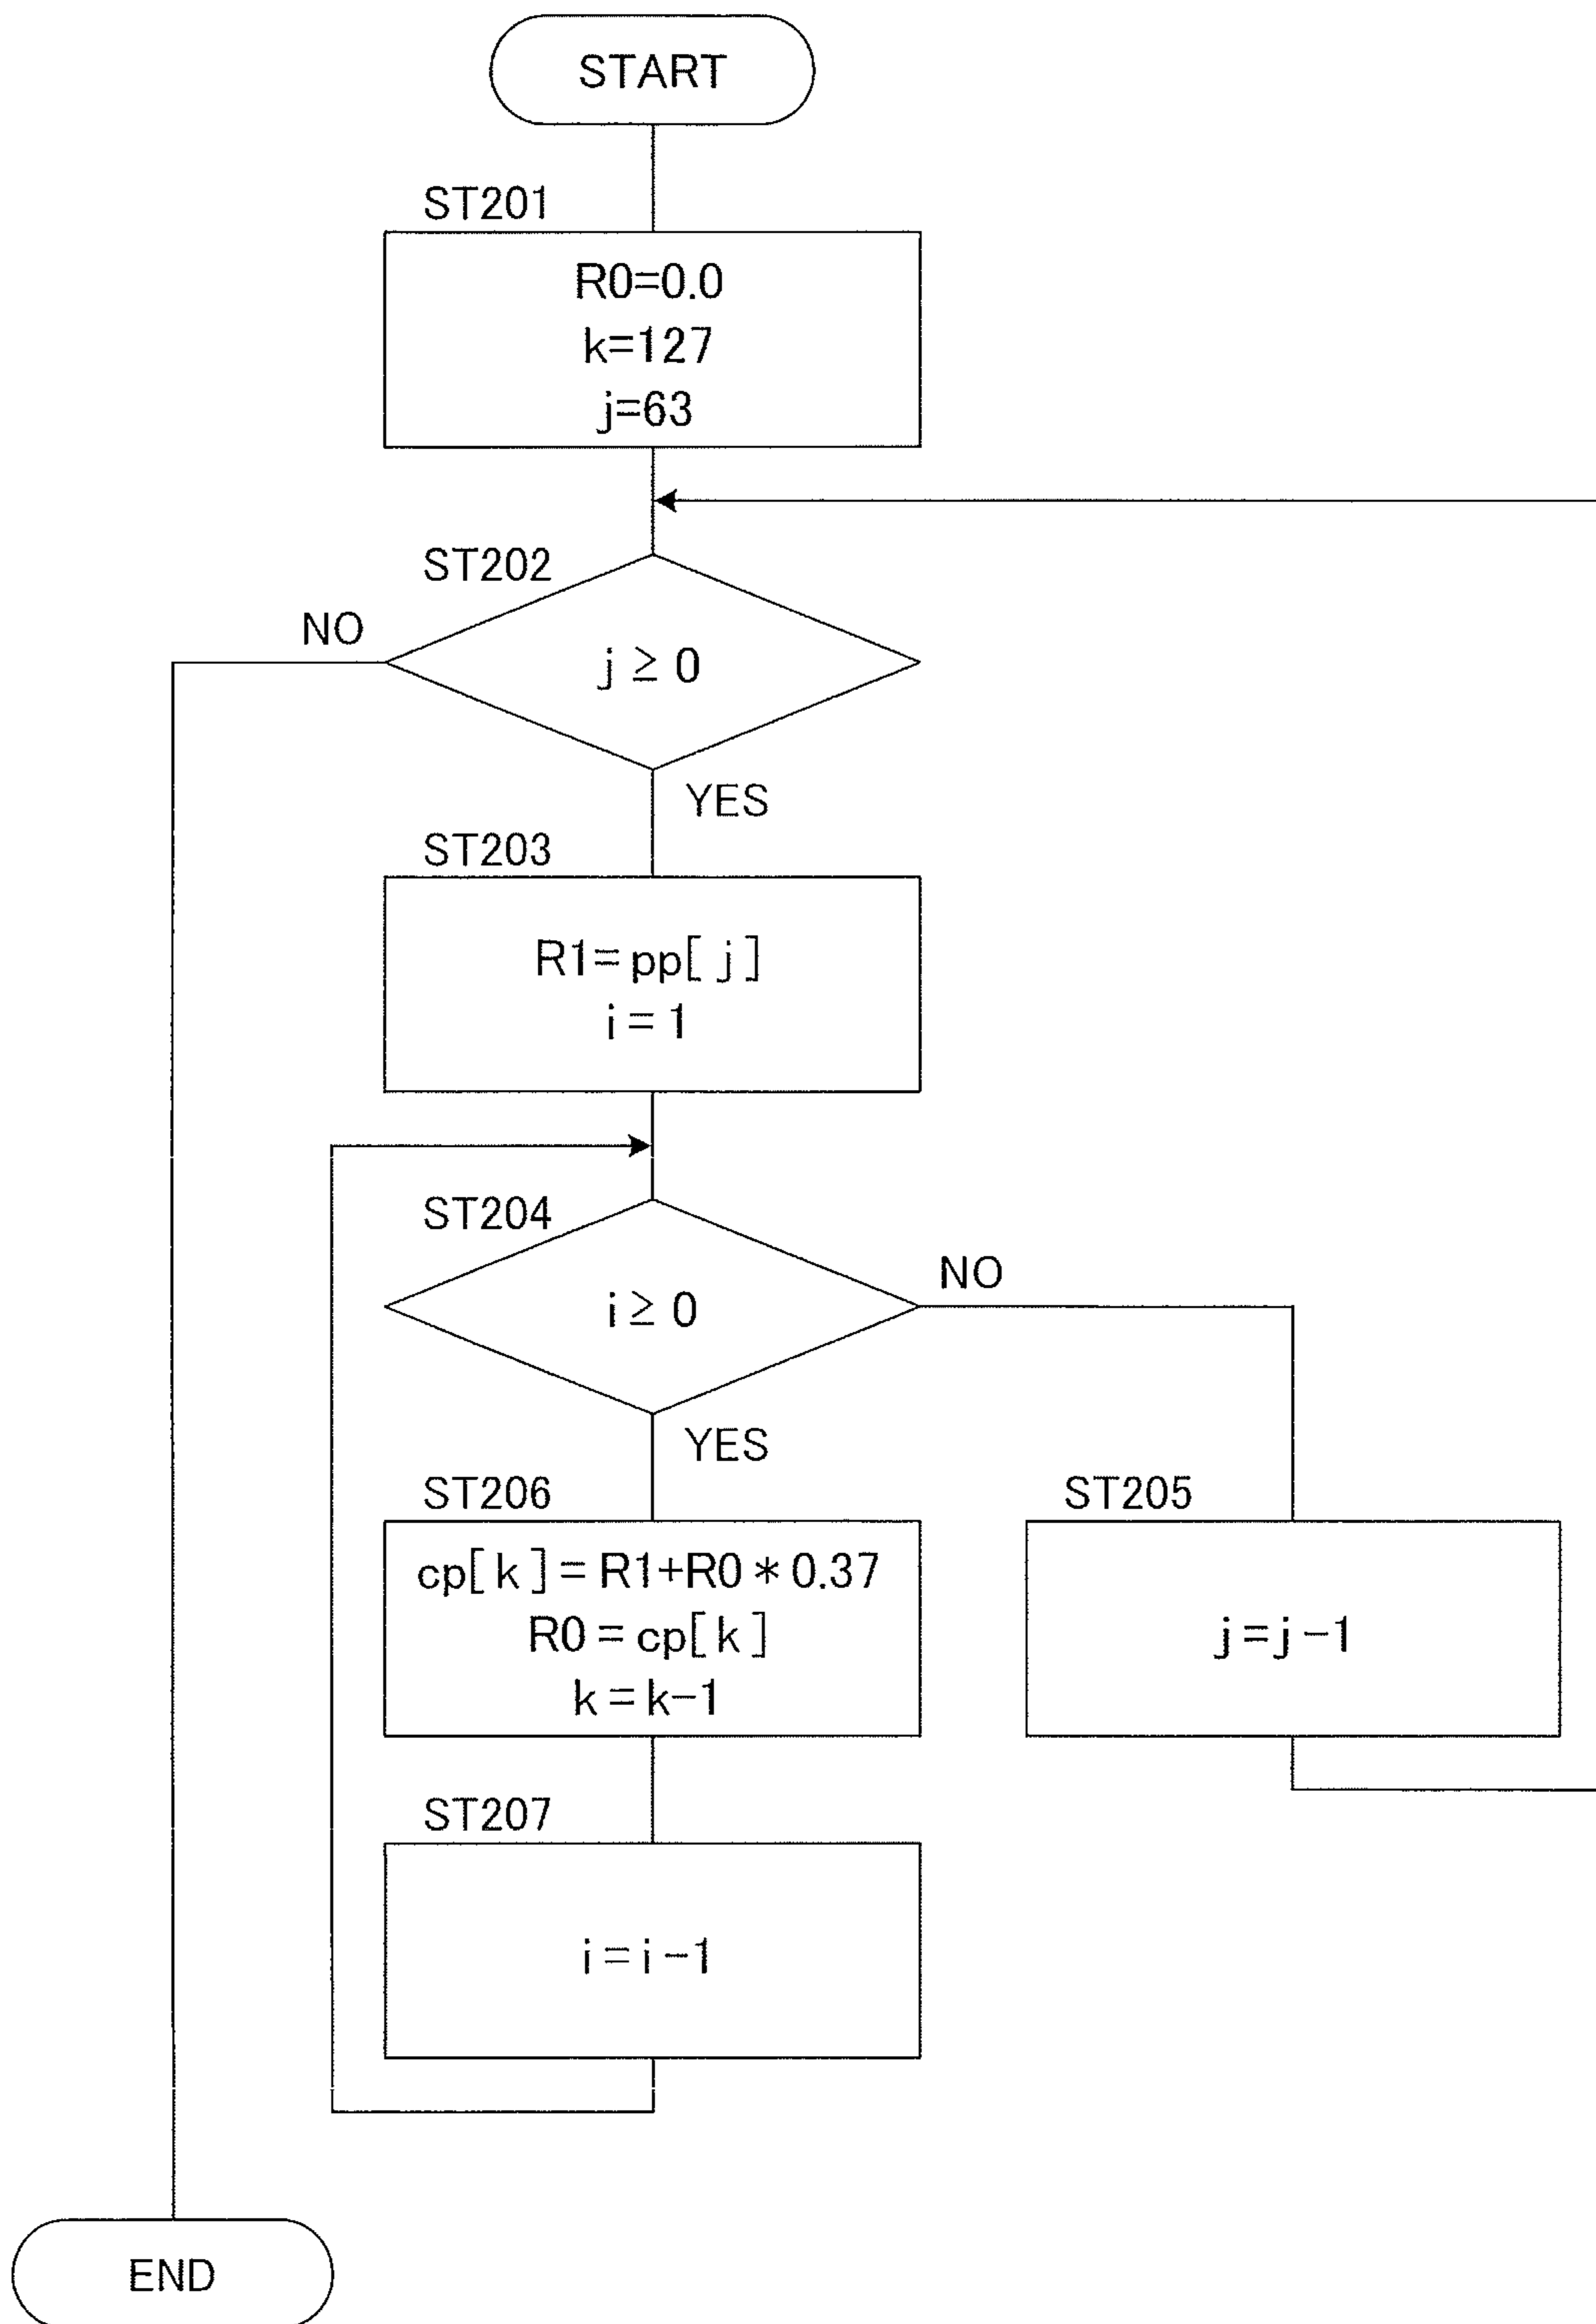 START
ST201
R0=0.0
k=127
j=63
ST202
NO
j ≥ 0
YES
ST203
R1=pp[ j ]
i=1
ST204
NO
i ≥ 0
YES
ST206
cp[k]=R1+R0*0.37
R0=cp[k]
k=k-1
ST205
j=j-1
ST207
i=i-1
END